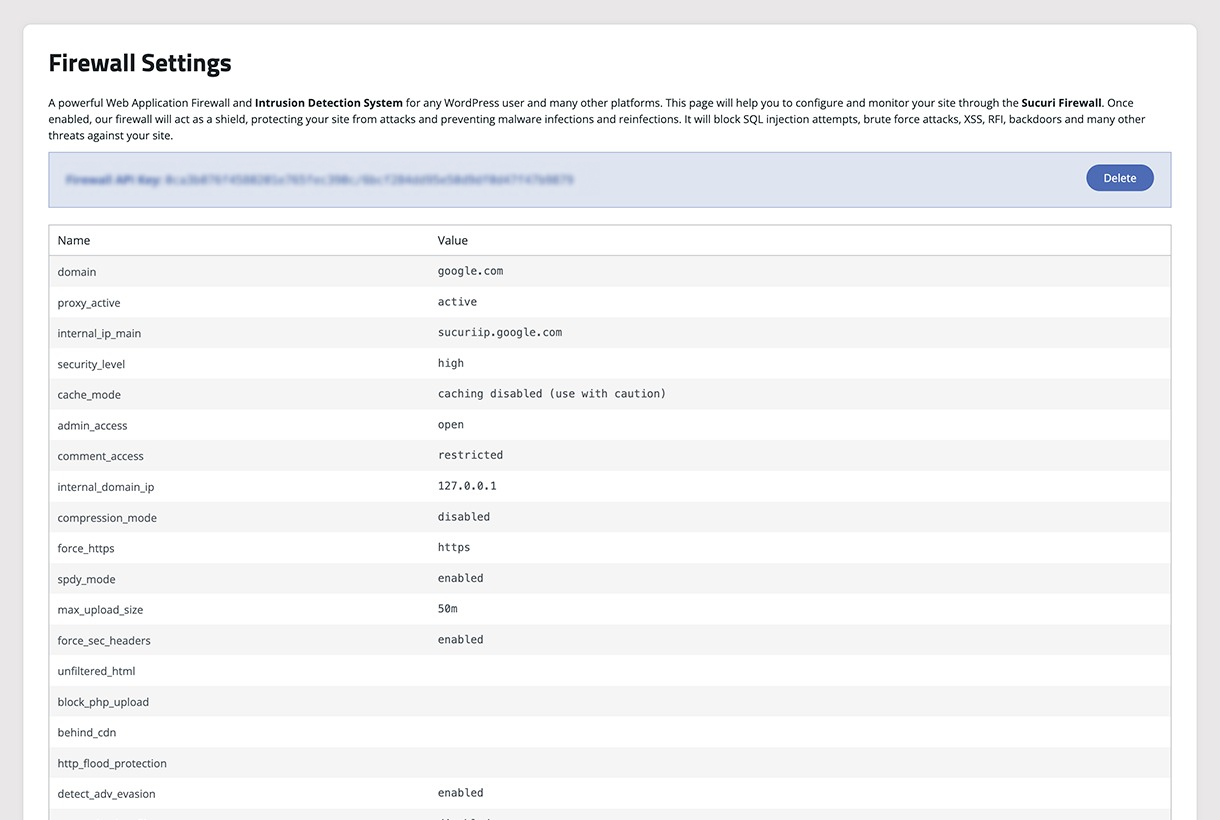 Firewall Settings
A powerful Web Application Firewall and Intrusion Detection System for any WordPress user and many other platforms. This page will help you to configure and monitor your site through the Sucuri Firewall. Once
enabled, our firewall will act as a shield, protecting your site from attacks and preventing malware infections and reinfections. It will block SQL injection attempts, brute force attacks, XSS, RFI, backdoors and many other
threats against your site.
Firewall API Key:
Delete
Name Value
domain google.com
proxy_active active
internal_ip_main sucuriip.google.com
security_level high
cache_mode caching disabled (use with caution)
admin_access open
comment_access restricted
internal_domain_ip 127.0.0.1
compression_mode disabled
force_https https
spdy_mode enabled
max_upload_size 50m
force_sec_headers enabled
unfiltered_html
block_php_upload
behind_cdn
http_flood_protection
detect_adv_evasion enabled